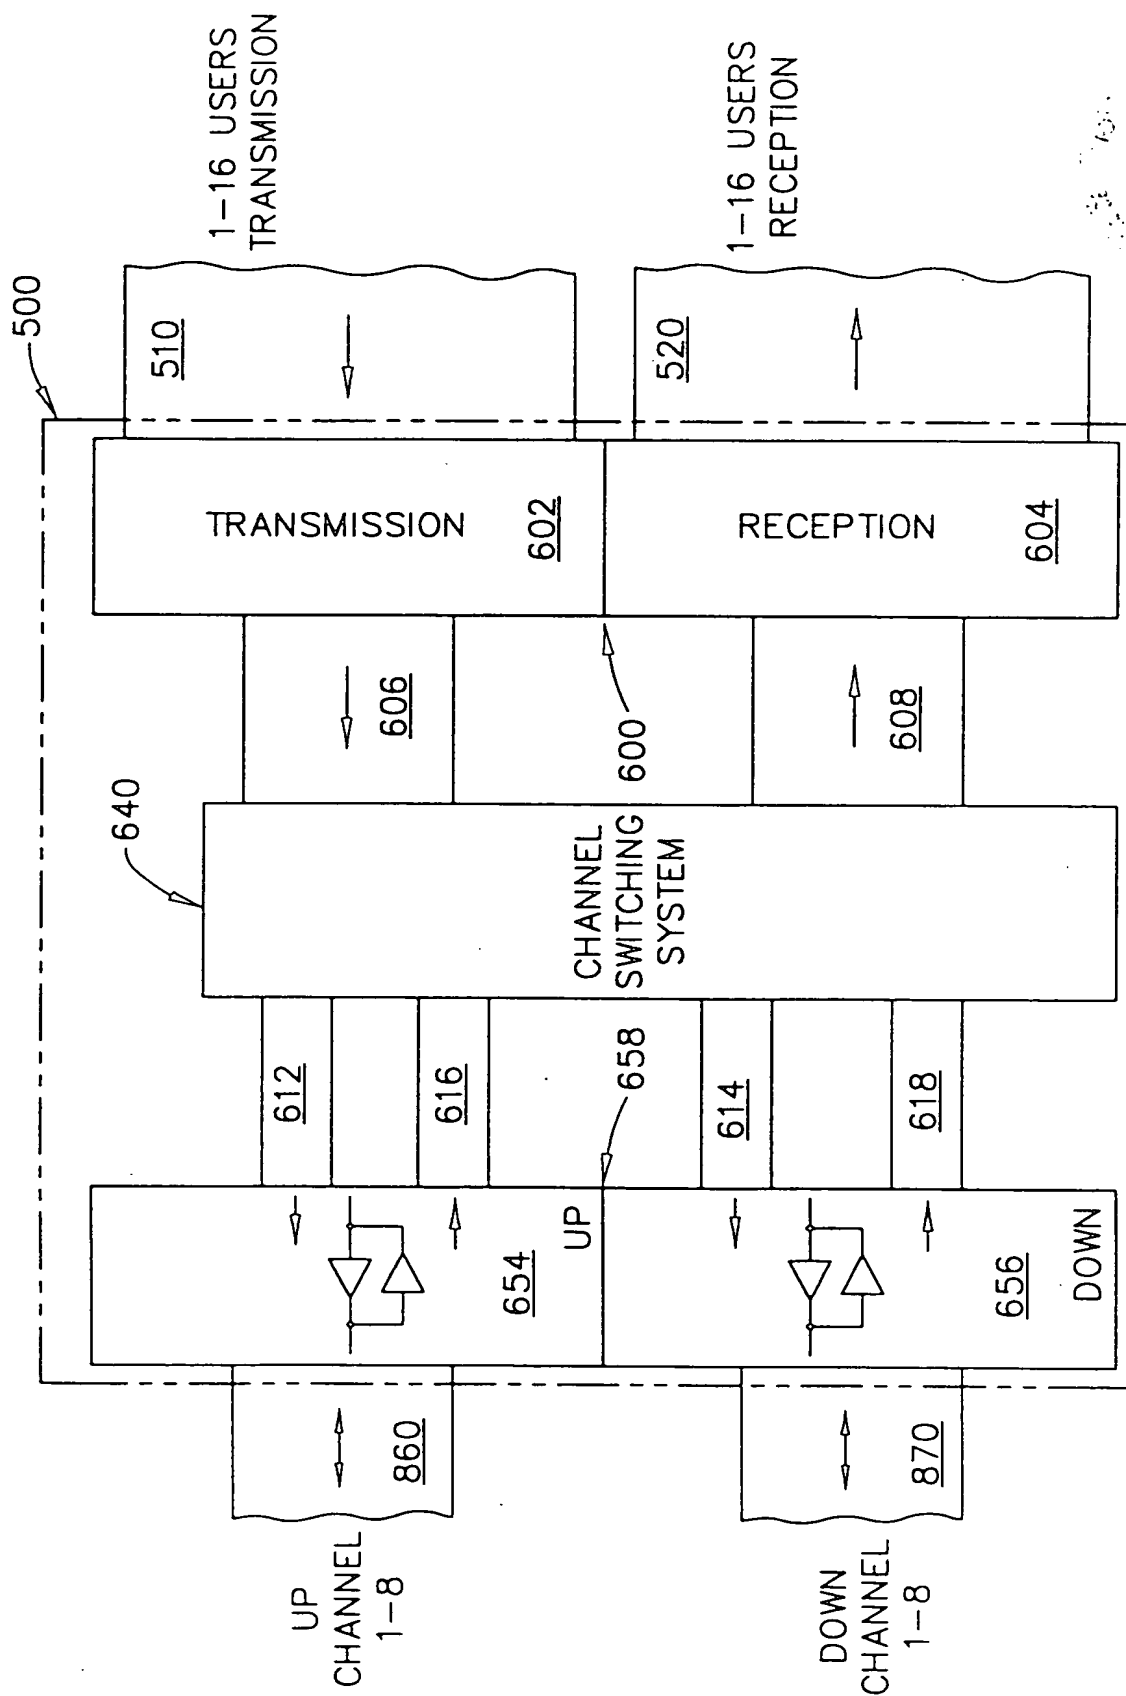 500
1-16 USERS
TRANSMISSION
510
1-16 USERS
RECEPTION
520
TRANSMISSION
602
RECEPTION
604
600
606
608
640
CHANNEL
SWITCHING
SYSTEM
612
616
614
618
658
UP
654
DOWN
656
860
870
UP
CHANNEL
1-8
DOWN
CHANNEL
1-8